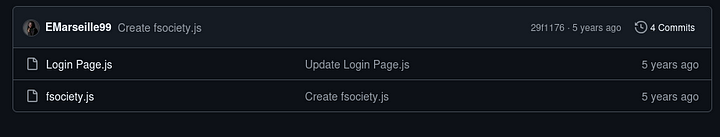 EMarseille99 Create fsociety.js 29f1176 · 5 years ago 4 Commits
Login Page.js Update Login Page.js 5 years ago
fsociety.js Create fsociety.js 5 years ago